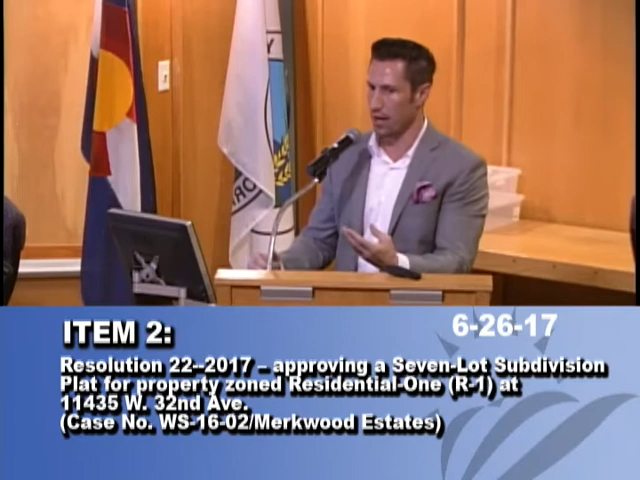 ITEM 2:
6-26-17
Resolution 22--2017 – approving a Seven-Lot Subdivision
Plat for property zoned Residential-One (R-1) at
11435 W. 32nd Ave.
(Case No. WS-16-02/Merkwood Estates)